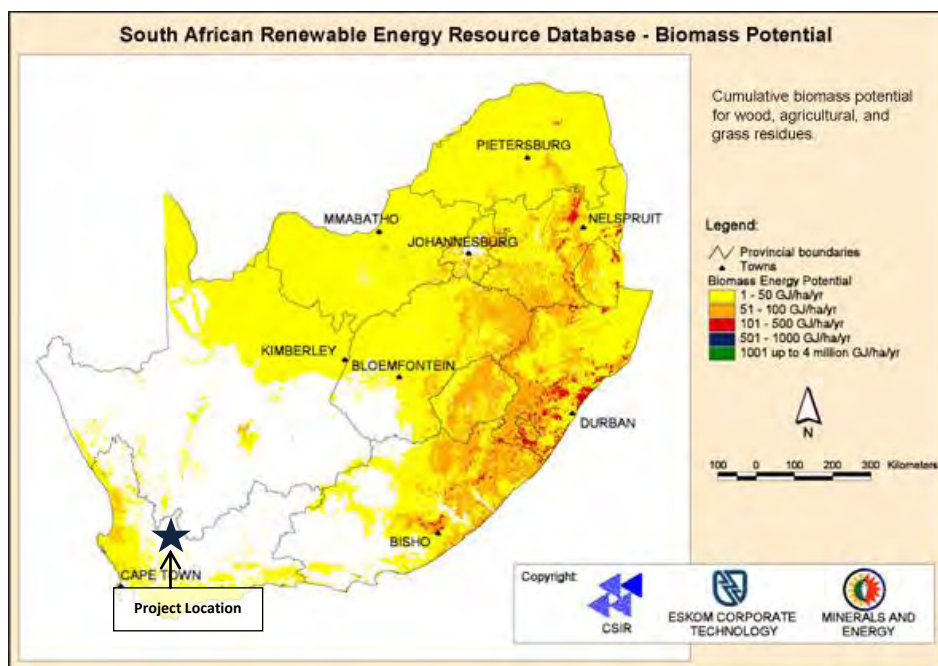 South African Renewable Energy Resource Database - Biomass Potential
Cumulative biomass potential
for wood, agricultural, and
grass residues.
PIETERSBURG
MMABATHO
NELSPRUIT
JOHANNESBURG
KIMBERLEY
BLOEMFONTEIN
DURBAN
BISHO
CAPE TOWN
Project Location
Legend:
Provincial boundaries
Towns
Biomass Energy Potential
1 - 50 GJ/ha/yr
51 - 100 GJ/ha/yr
101 - 500 GJ/ha/yr
501 - 1000 GJ/ha/yr
1001 up to 4 million GJ/ha/yr
N
100 0 100 200 300 Kilometers
Copyright:
CSIR
ESKOM CORPORATE
TECHNOLOGY
MINERALS AND
ENERGY